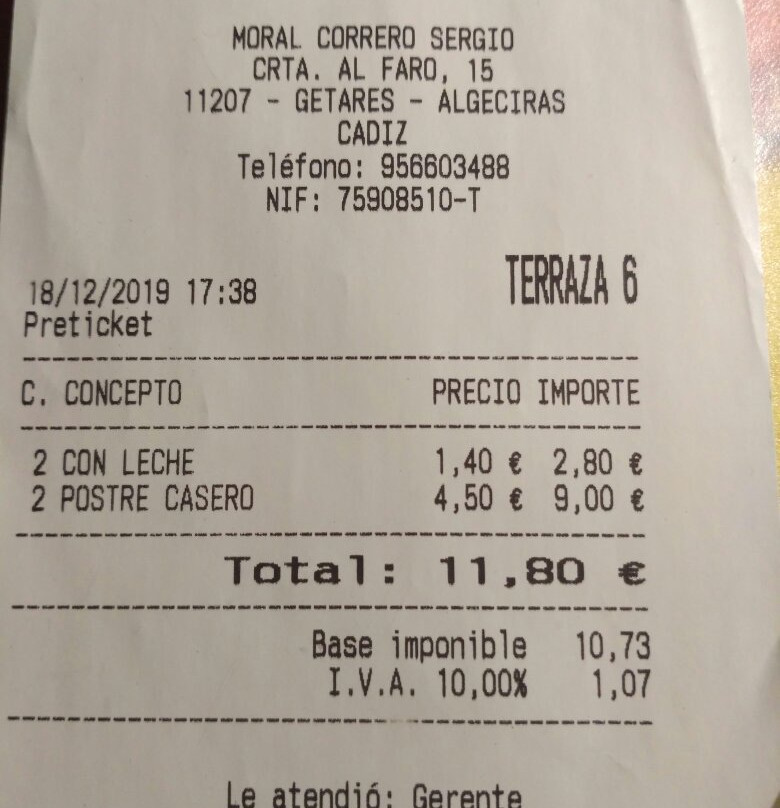 MORAL CORRERO SERGIO
CRTA. AL FARO, 15
11207 - GETARES - ALGECIRAS
CADIZ
Teléfono: 956603488
NIF: 75908510-T
TERRAZA 6
18/12/2019 17:38
Preticket
C. CONCEPTO PRECIO IMPORTE
2 CON LECHE 1,40 € 2,80 €
2 POSTRE CASERO 4,50 € 9,00 €
Total: 11,80 €
Base imponible 10,73
I.V.A. 10,00% 1,07
Le atendió: Gerente